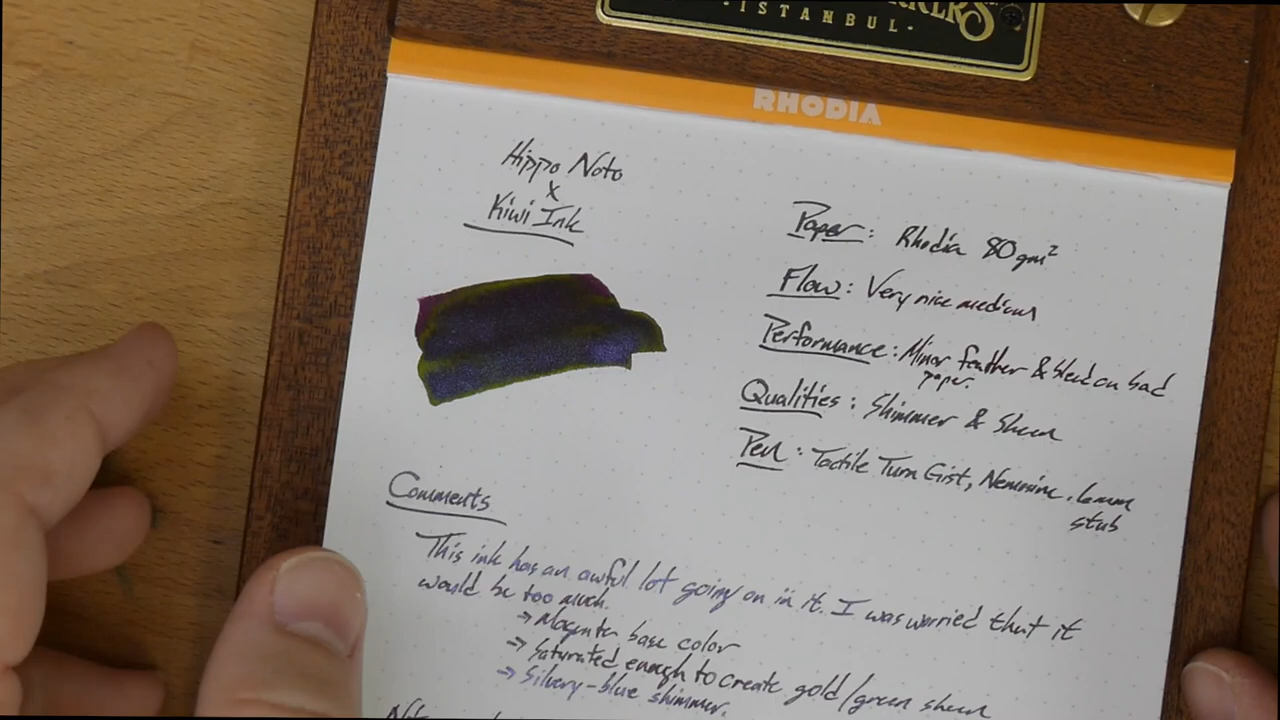 ISTANBUL
RHODIA
Hippo Noto
x
Kiwi Ink
Paper: Rhodia 80gm²
Flow: Very nice medium
Performance: Minor feather & bleed on bad
paper.
Qualities: Shimmer & Sheen
Pen: Tactile Turn Gist, Nemosine .6mm
stub
Comments
This ink has an awful lot going on in it. I was worried that it
would be too much.
→ Magenta base color
→ Saturated enough to create gold/green sheen
→ Silvery-blue shimmer.